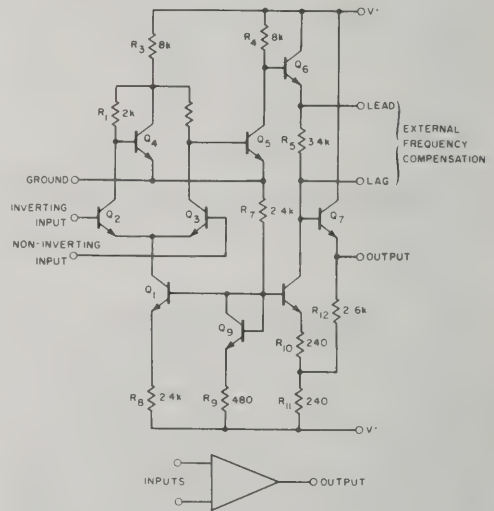 V'
R3 8k
R4 8k
Q6
LEAD
R1 2k
Q4
Q5
R5 3 4k
EXTERNAL
FREQUENCY
COMPENSATION
GROUND
LAG
INVERTING
INPUT
Q2
Q3
R7 2 4k
Q7
NON-INVERTING
INPUT
OUTPUT
Q1
R12 2 6k
Q9
R10 240
R8 2 4k
R9 480
R11 240
V'
INPUTS
OUTPUT